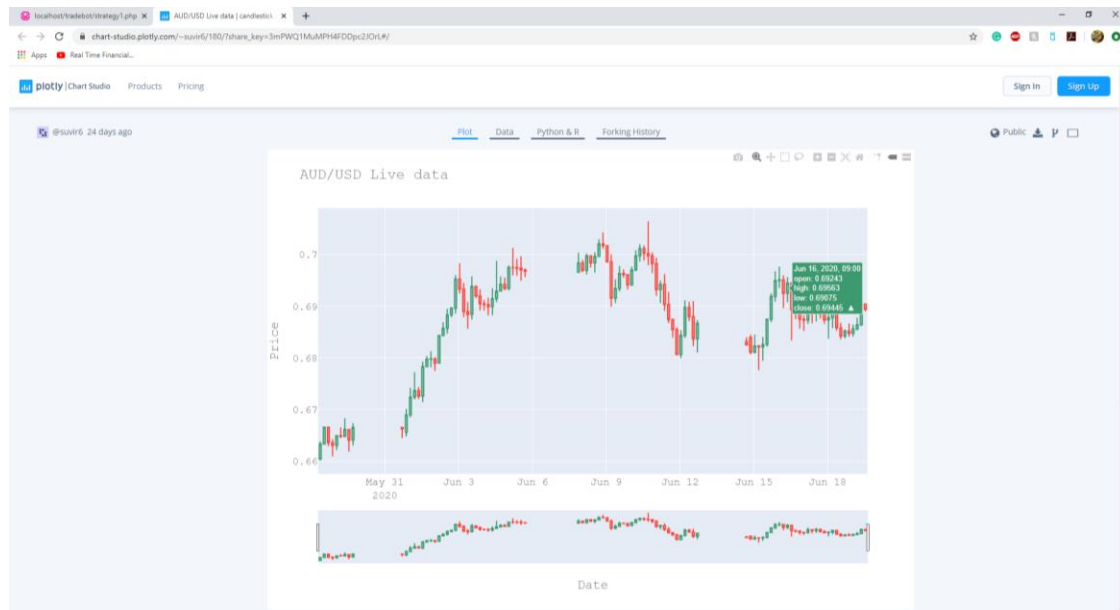 localhost/tradebot/strategy1.php
AUD/USD Live data | candlestick
chart-studio.plotly.com/~suvir6/180/?share_key=3mPWQ1MuMPH4FDDpc2JOrL#/
Apps
Real Time Financial...
plotly | Chart Studio
Products
Pricing
Sign In
Sign Up
@suvir6 24 days ago
Plot
Data
Python & R
Forking History
Public
AUD/USD Live data
0.7
0.69
0.68
0.67
0.66
Price
Jun 16, 2020, 09:00
open: 0.69243
high: 0.69563
low: 0.69075
close: 0.69445 ▲
May 31
2020
Jun 3
Jun 6
Jun 9
Jun 12
Jun 15
Jun 18
Date